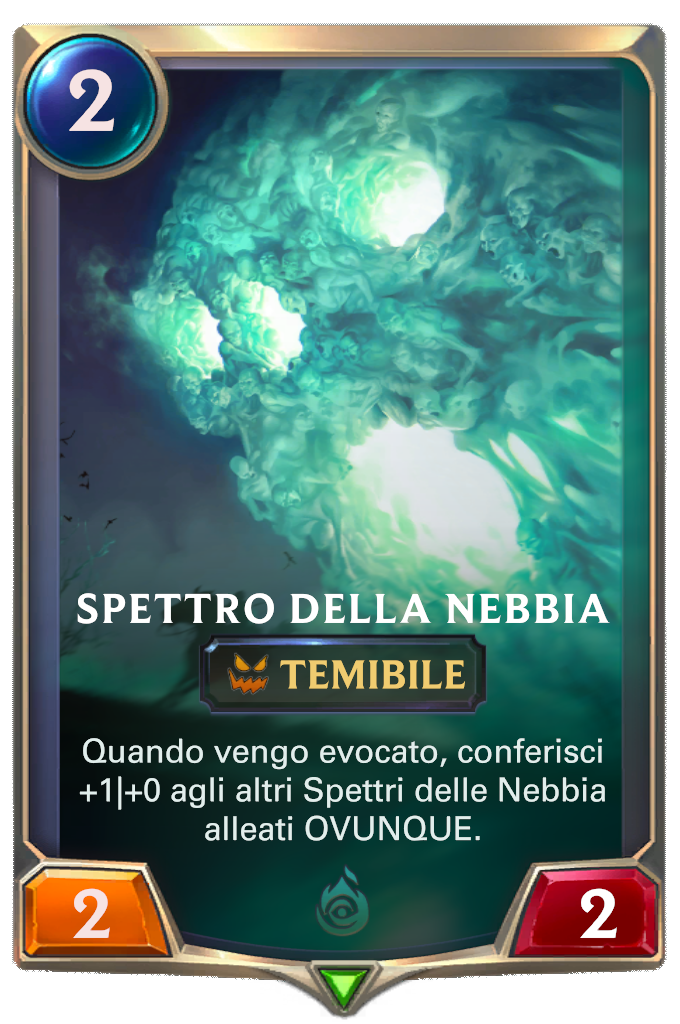 2
SPETTRO DELLA NEBBIA
TEMIBILE
Quando vengo evocato, conferisci
+1|+0 agli altri Spettri delle Nebbia
alleati OVUNQUE.
2
2